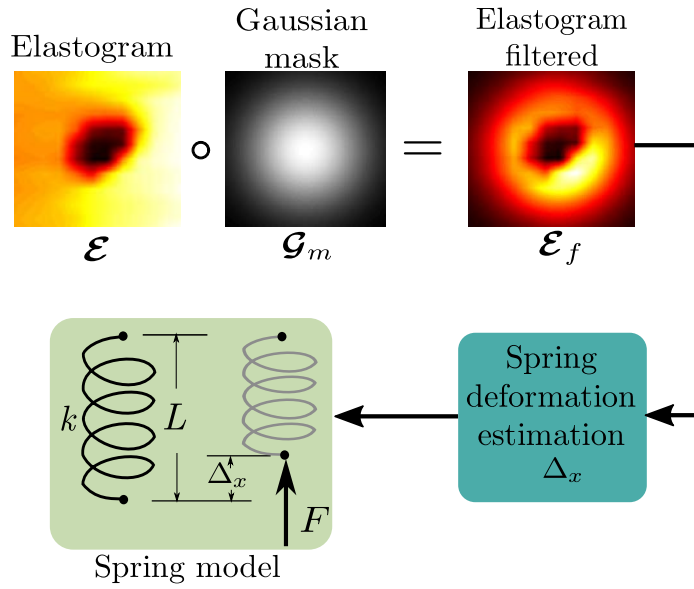 Elastogram
Gaussian
mask
Elastogram
filtered
∘
=
𝓔
𝓖m
𝓔f
k
L
Δx
F
Spring model
Spring
deformation
estimation
Δx